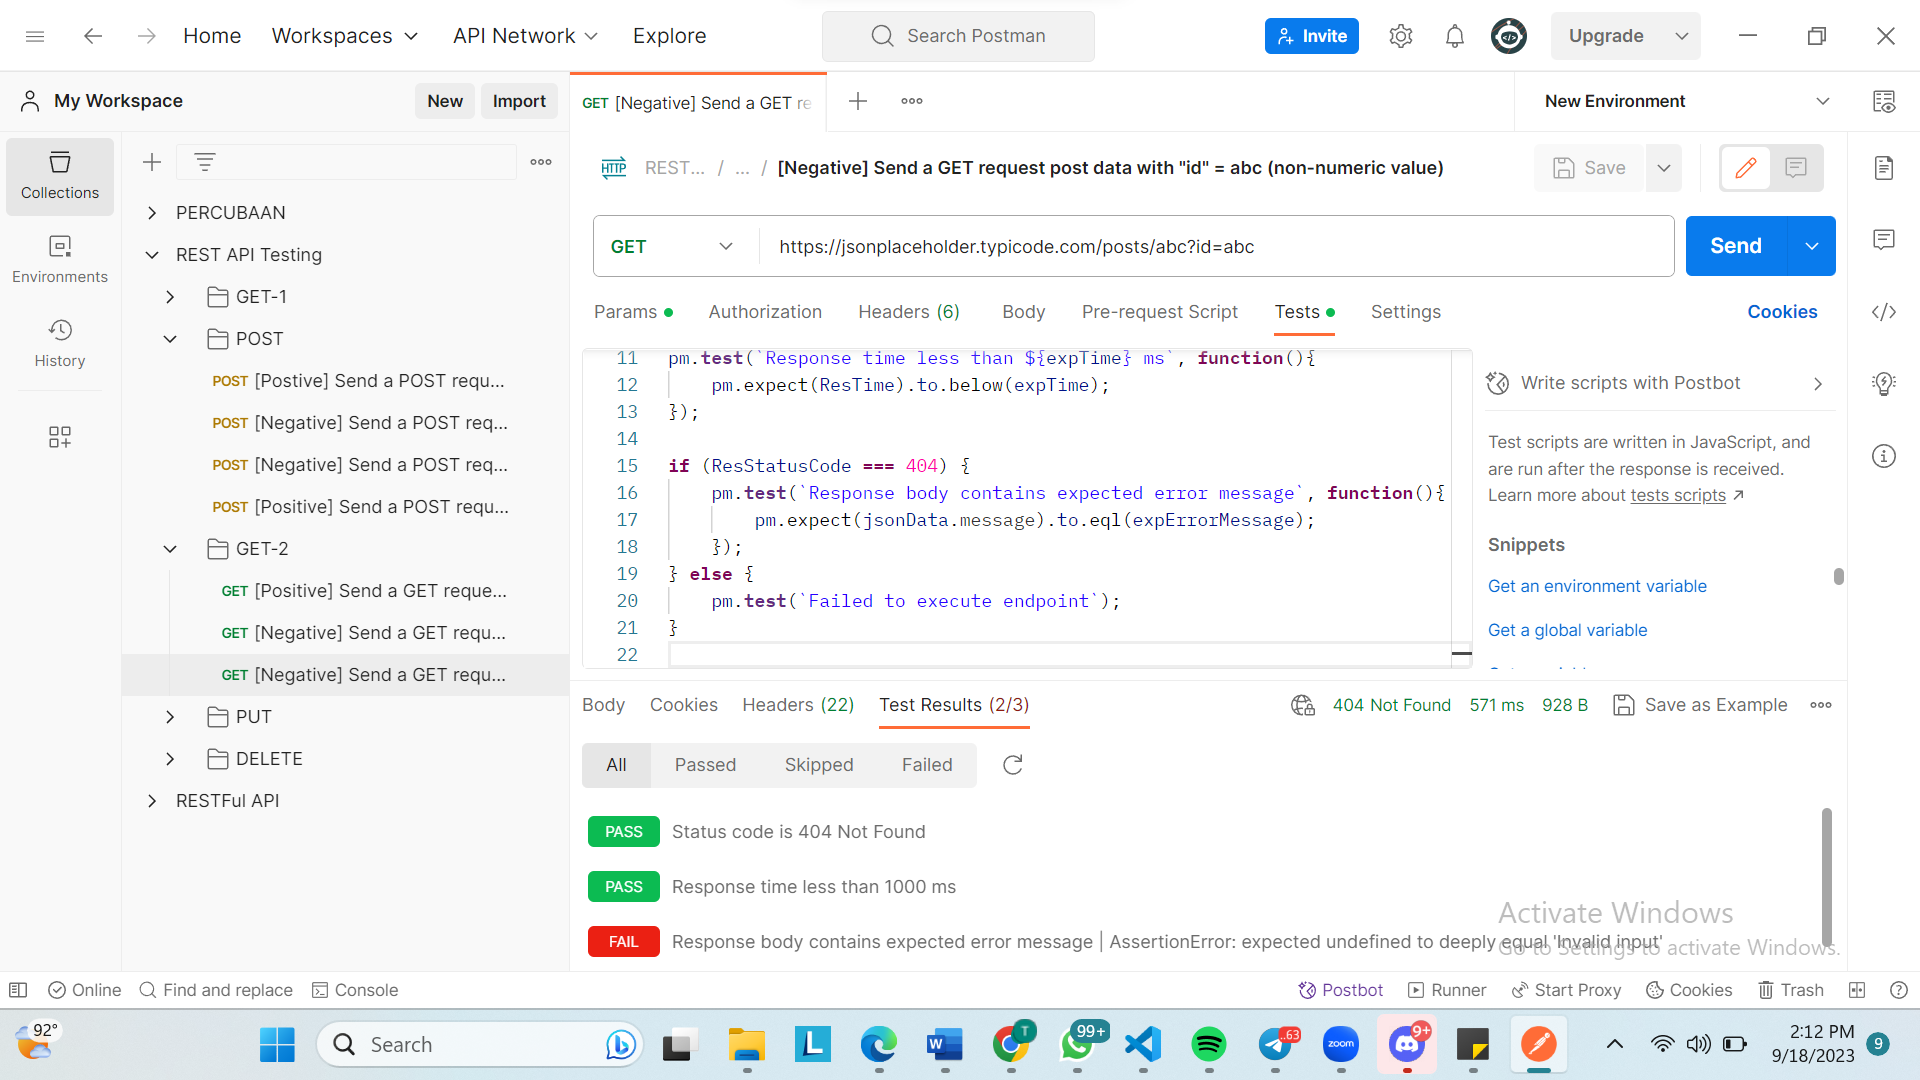 Home
Workspaces
API Network
Explore
Search Postman
Invite
Upgrade
My Workspace
New
Import
GET [Negative] Send a GET re
New Environment
Collections
Environments
History
PERCUBAAN
REST API Testing
GET-1
POST
POST [Postive] Send a POST requ...
POST [Negative] Send a POST req...
POST [Negative] Send a POST req...
POST [Positive] Send a POST requ...
GET-2
GET [Positive] Send a GET reque...
GET [Negative] Send a GET requ...
GET [Negative] Send a GET requ...
PUT
DELETE
RESTFul API
HTTP REST... / ... / [Negative] Send a GET request post data with "id" = abc (non-numeric value)
Save
GET
https://jsonplaceholder.typicode.com/posts/abc?id=abc
Send
Params
Authorization
Headers (6)
Body
Pre-request Script
Tests
Settings
Cookies
11 pm.test(`Response time less than ${expTime} ms`, function(){
12 pm.expect(ResTime).to.below(expTime);
13 });
14
15 if (ResStatusCode === 404) {
16 pm.test(`Response body contains expected error message`, function(){
17 pm.expect(jsonData.message).to.eql(expErrorMessage);
18 });
19 } else {
20 pm.test(`Failed to execute endpoint`);
21 }
22
Write scripts with Postbot
Test scripts are written in JavaScript, and
are run after the response is received.
Learn more about tests scripts ↗
Snippets
Get an environment variable
Get a global variable
Body
Cookies
Headers (22)
Test Results (2/3)
404 Not Found
571 ms
928 B
Save as Example
All
Passed
Skipped
Failed
PASS Status code is 404 Not Found
PASS Response time less than 1000 ms
FAIL Response body contains expected error message | AssertionError: expected undefined to deeply equal 'Invalid input'
Activate Windows
Go to Settings to activate Windows.
Online
Find and replace
Console
Postbot
Runner
Start Proxy
Cookies
Trash
92°
Search
L
W
T
99+
63
zoom
9+
2:12 PM
9/18/2023
9